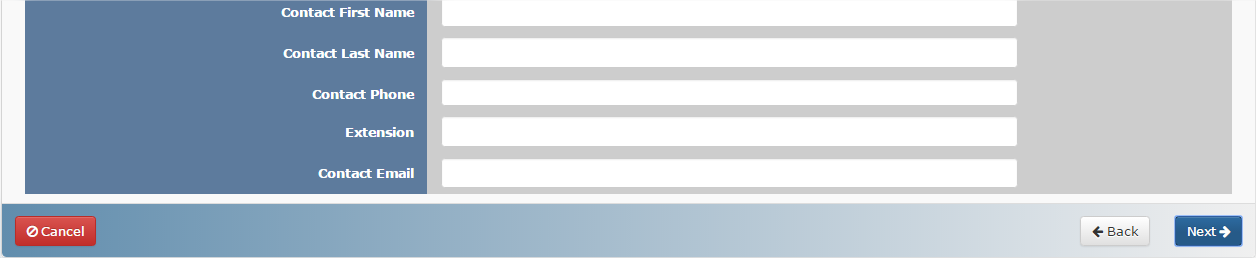 Contact First Name
Contact Last Name
Contact Phone
Extension
Contact Email
Cancel Back Next